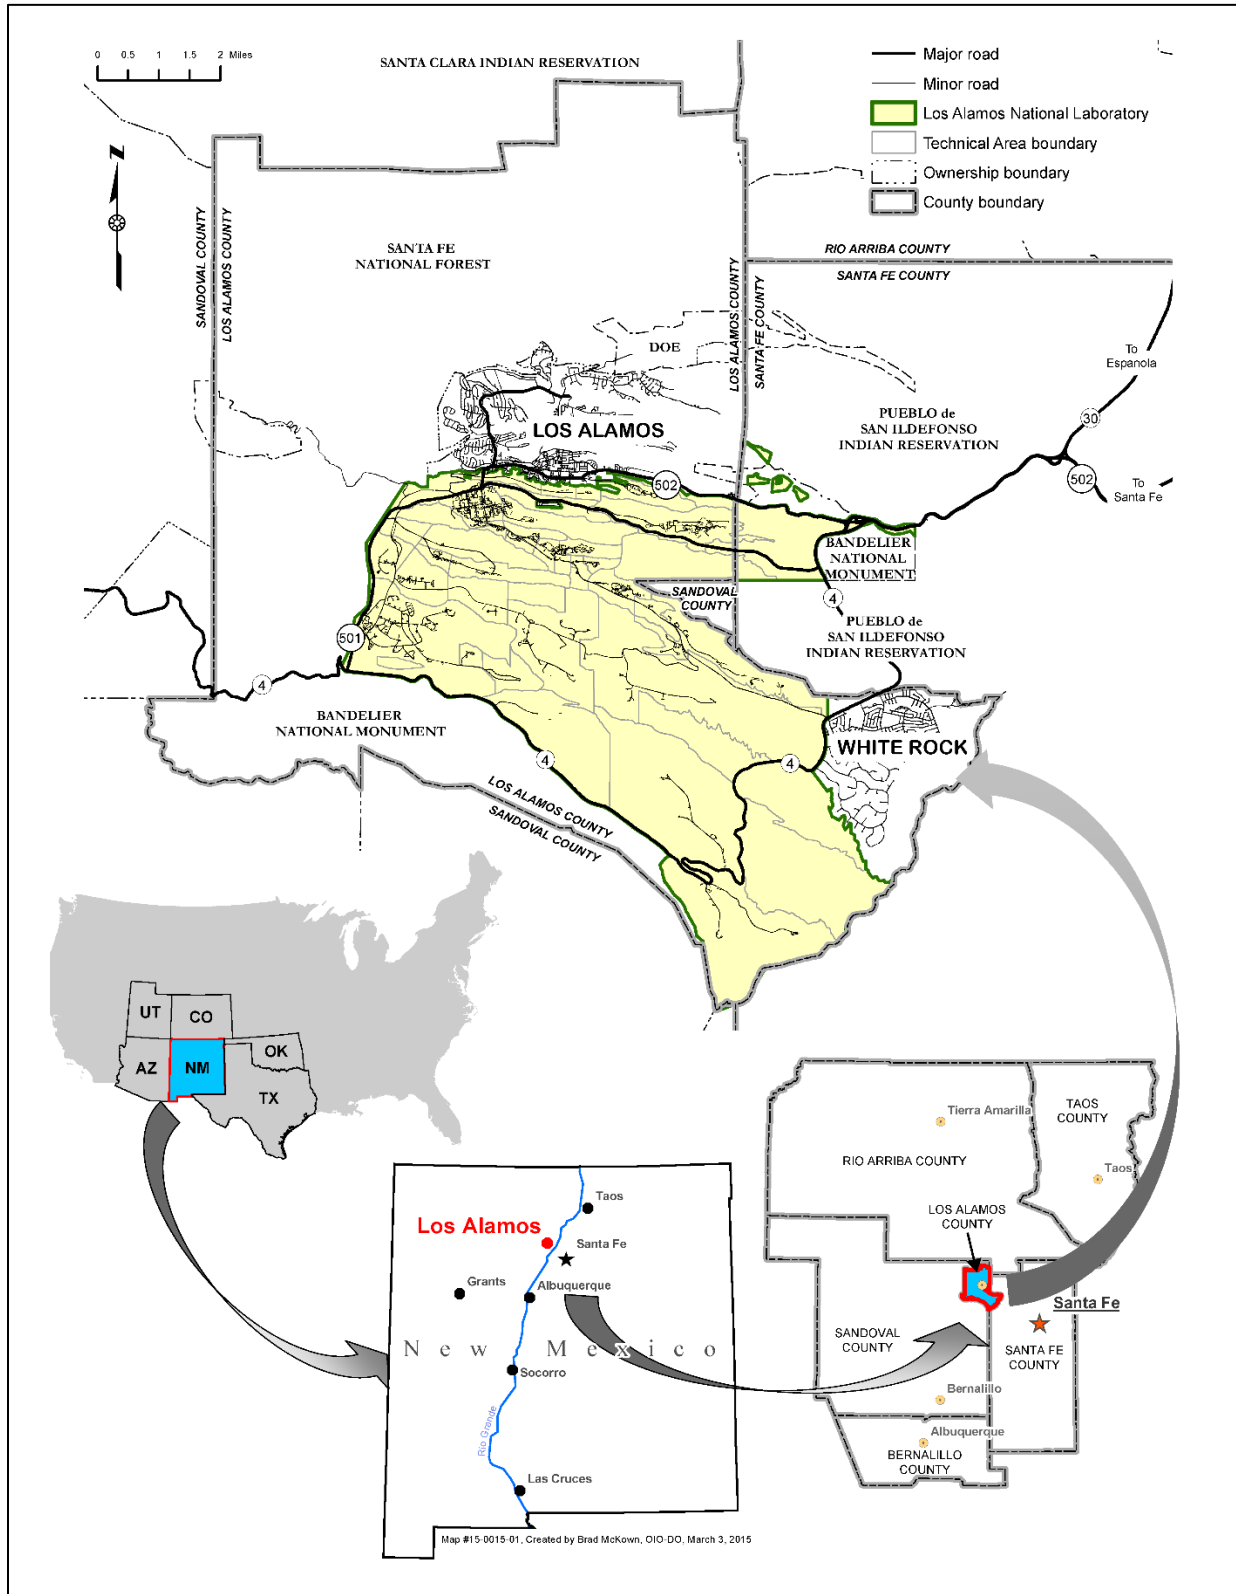 0 0.5 1 1.5 2 Miles
SANTA CLARA INDIAN RESERVATION
Major road
Minor road
Los Alamos National Laboratory
Technical Area boundary
Ownership boundary
County boundary
N
SANDOVAL COUNTY
LOS ALAMOS COUNTY
SANTA FE
NATIONAL FOREST
LOS ALAMOS COUNTY
SANTA FE COUNTY
RIO ARRIBA COUNTY
SANTA FE COUNTY
DOE
To
Espanola
30
PUEBLO de
SAN ILDEFONSO
INDIAN RESERVATION
LOS ALAMOS
502
502
To
Santa Fe
BANDELIER
NATIONAL
MONUMENT
SANDOVAL
COUNTY
4
PUEBLO de
SAN ILDEFONSO
INDIAN RESERVATION
501
4
BANDELIER
NATIONAL MONUMENT
WHITE ROCK
4
4
LOS ALAMOS COUNTY
SANDOVAL COUNTY
UT
CO
AZ
NM
OK
TX
Taos
Los Alamos
Santa Fe
Grants
Albuquerque
New Mexico
Socorro
Rio Grande
Las Cruces
Tierra Amarilla
TAOS
COUNTY
RIO ARRIBA COUNTY
Taos
LOS ALAMOS
COUNTY
Santa Fe
SANDOVAL
COUNTY
SANTA FE
COUNTY
Bernalillo
Albuquerque
BERNALILLO
COUNTY
Map #15-0015-01, Created by Brad McKown, OIO-DO, March 3, 2015